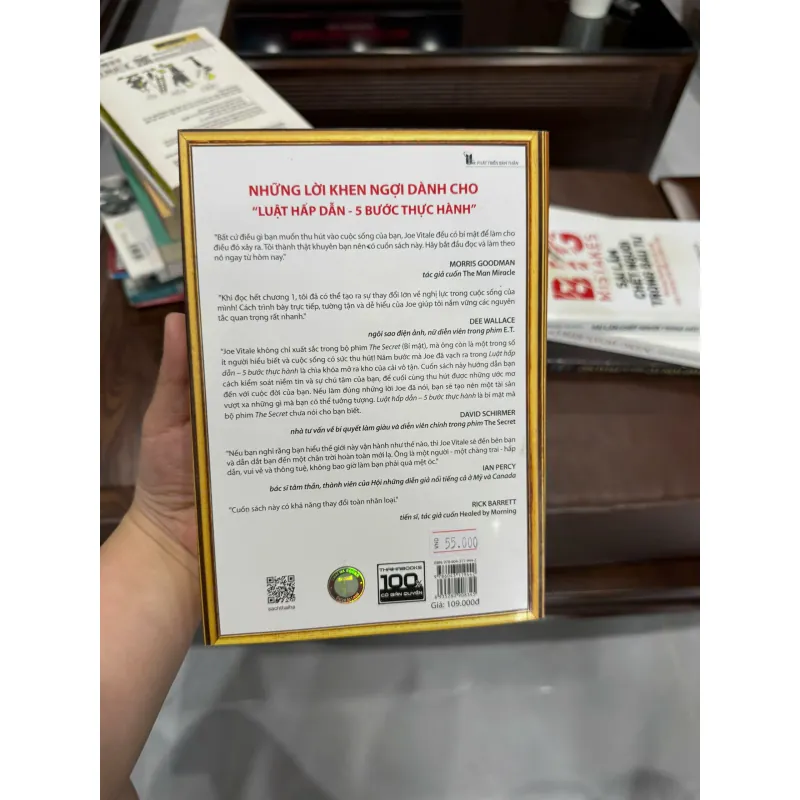 PHÁT TRIỂN BẢN THÂN
NHỮNG LỜI KHEN NGỢI DÀNH CHO
“LUẬT HẤP DẪN - 5 BƯỚC THỰC HÀNH”
"Bất cứ điều gì bạn muốn thu hút vào cuộc sống của bạn, Joe Vitale đều có bí mật để làm cho
điều đó xảy ra. Tôi thành thật khuyên bạn nên có cuốn sách này. Hãy bắt đầu đọc và làm theo
nó ngay từ hôm nay."
MORRIS GOODMAN
tác giả cuốn The Man Miracle
"Khi đọc hết chương 1, tôi đã có thể tạo ra sự thay đổi lớn về nghị lực trong cuộc sống của
mình! Cách trình bày trực tiếp, tường tận và dễ hiểu của Joe giúp tôi nắm vững các nguyên
tắc quan trọng rất nhanh."
DEE WALLACE
ngôi sao điện ảnh, nữ diễn viên trong phim E.T.
"Joe Vitale không chỉ xuất sắc trong bộ phim The Secret (Bí mật), mà ông còn là một trong số
ít người hiểu biết và cuộc sống có sức thu hút! Năm bước mà Joe đã vạch ra trong Luật hấp
dẫn – 5 bước thực hành là chìa khóa mở ra kho của cải vô tận. Cuốn sách này hướng dẫn bạn
cách kiểm soát niềm tin và sự chú tâm của bạn, để cuối cùng thu hút được những ước mơ
đến với cuộc đời của bạn. Nếu làm đúng những lời Joe đã nói, bạn sẽ tạo nên một tài sản
vượt xa những gì mà bạn có thể tưởng tượng. Luật hấp dẫn – 5 bước thực hành là bí mật mà
bộ phim The Secret chưa nói cho bạn biết.
DAVID SCHIRMER
nhà tư vấn về bí quyết làm giàu và diễn viên chính trong phim The Secret
"Nếu bạn nghĩ rằng bạn hiểu thế giới này vận hành như thế nào, thì Joe Vitale sẽ đến bên bạn
và dẫn dắt bạn đến một chân trời hoàn toàn mới lạ. Ông là một người - một chàng trai - hấp
dẫn, vui vẻ và thông tuệ, không bao giờ làm bạn phải quá mệt óc."
IAN PERCY
bác sĩ tâm thần, thành viên của Hội những diễn giả nổi tiếng cả ở Mỹ và Canada
"Cuốn sách này có khả năng thay đổi toàn nhân loại."
RICK BARRETT
tiến sĩ, tác giả cuốn Healed by Morning
VND 55.000
THAIHABOOKS
100%
CÓ BẢN QUYỀN
Giá: 109.000đ
BIG
MISTAKES
SAI LẦM
CHẾT NGƯỜI
TRONG ĐẦU TƯ